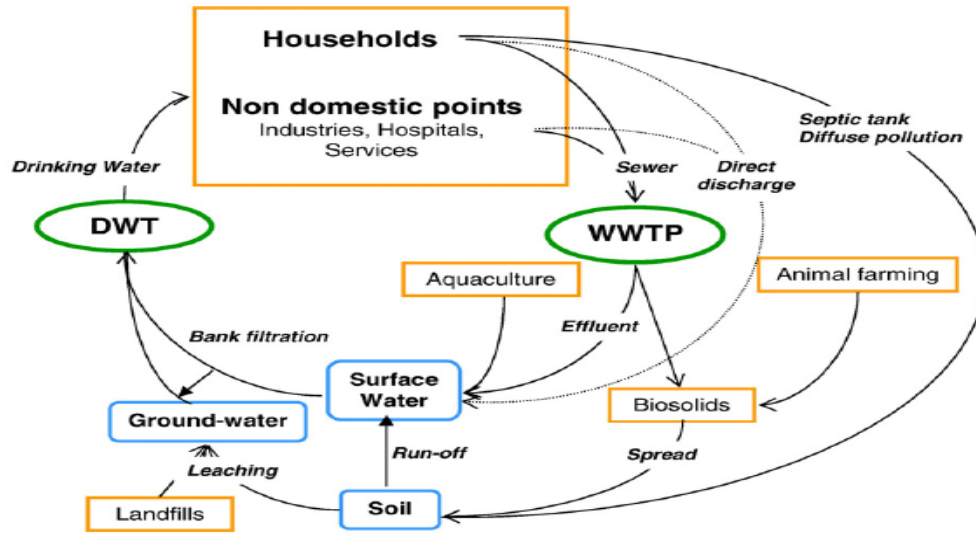 Households
Non domestic points
Industries, Hospitals,
Services
Septic tank
Diffuse pollution
Drinking Water
Sewer
Direct
discharge
DWT
WWTP
Aquaculture
Animal farming
Bank filtration
Effluent
Surface
Water
Biosolids
Ground-water
Run-off
Spread
Leaching
Landfills
Soil